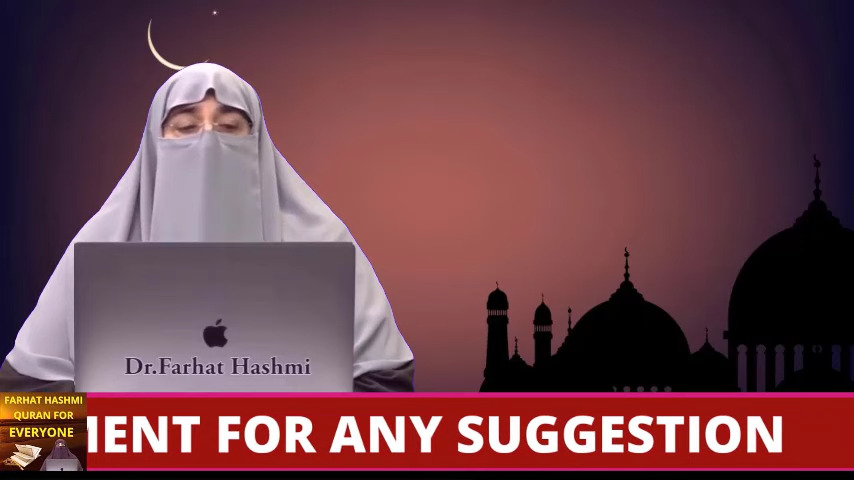 Dr.Farhat Hashmi
FARHAT HASHMI
QURAN FOR
EVERYONE
MENT FOR ANY SUGGESTION